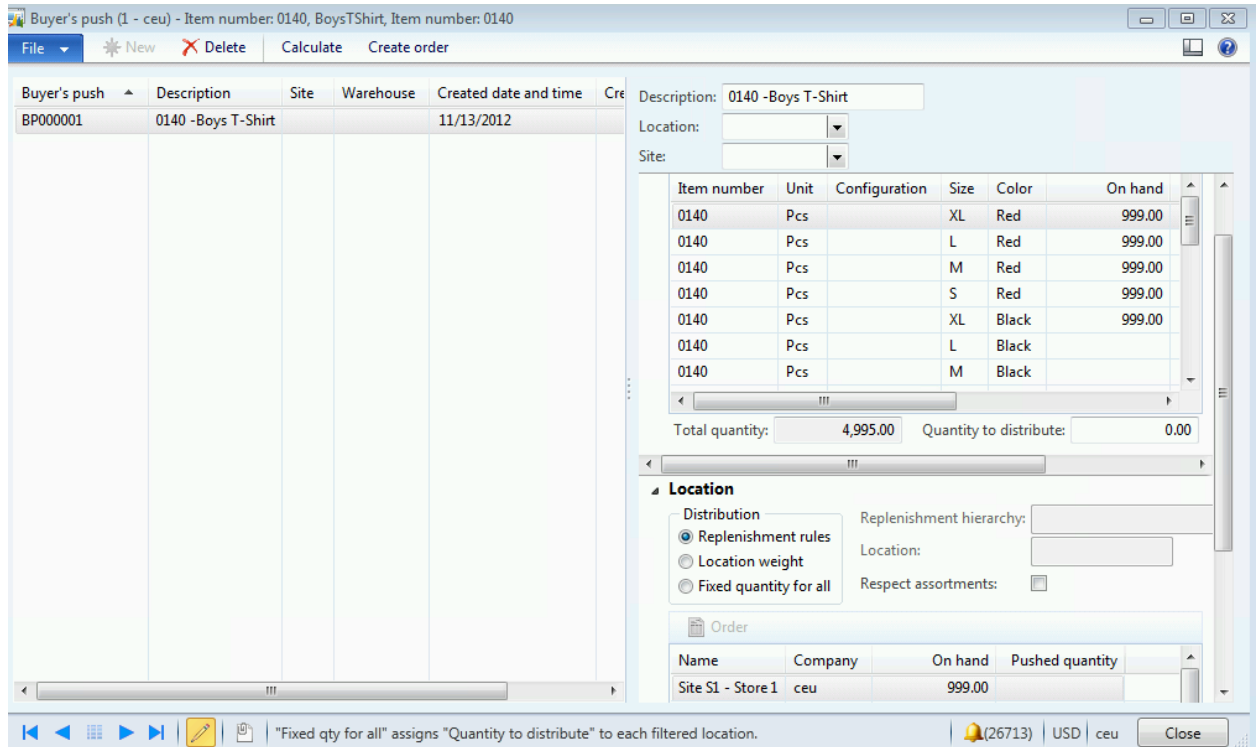 Buyer's push (1 - ceu) - Item number: 0140, BoysTShirt, Item number: 0140
File New Delete Calculate Create order
Buyer's push Description Site Warehouse Created date and time Cre
BP000001 0140 -Boys T-Shirt 11/13/2012
Description: 0140 -Boys T-Shirt
Location:
Site:
Item number Unit Configuration Size Color On hand
0140 Pcs XL Red 999.00
0140 Pcs L Red 999.00
0140 Pcs M Red 999.00
0140 Pcs S Red 999.00
0140 Pcs XL Black 999.00
0140 Pcs L Black
0140 Pcs M Black
Total quantity: 4,995.00 Quantity to distribute: 0.00
Location
Distribution
Replenishment rules
Location weight
Fixed quantity for all
Replenishment hierarchy:
Location:
Respect assortments:
Order
Name Company On hand Pushed quantity
Site S1 - Store 1 ceu 999.00
"Fixed qty for all" assigns "Quantity to distribute" to each filtered location. (26713) USD ceu Close